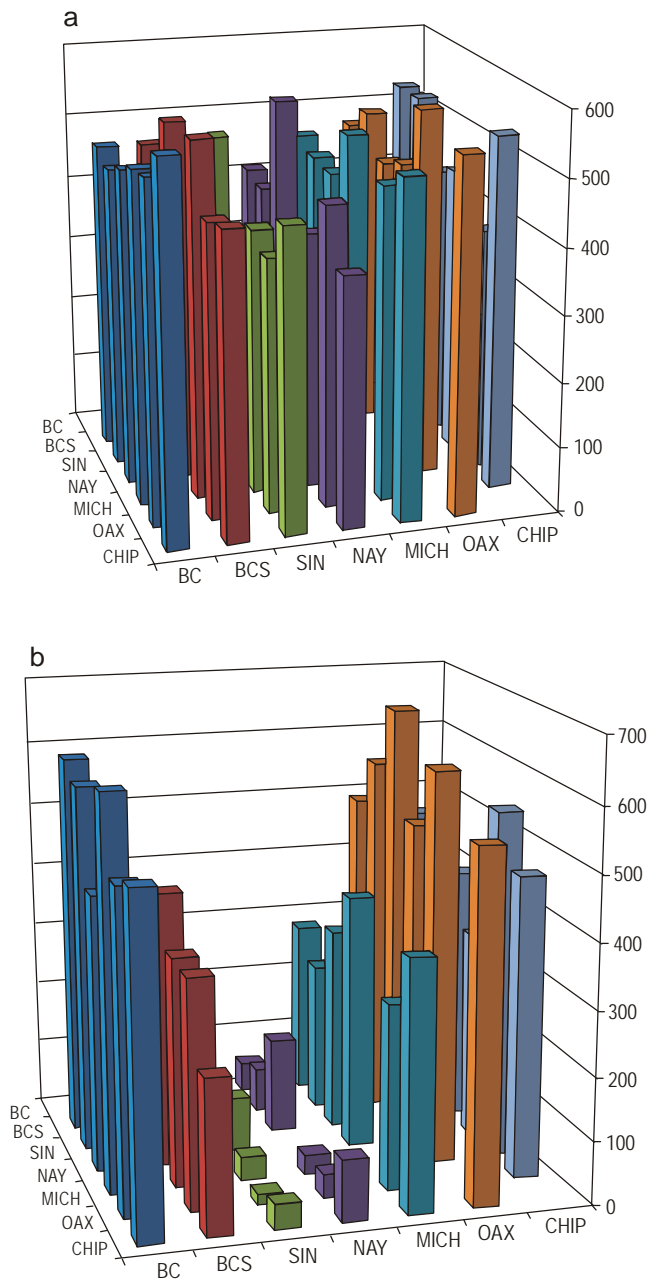 a
600
500
400
300
200
100
0
BC
BCS
SIN
NAY
MICH
OAX
CHIP
BC
BCS
SIN
NAY
MICH
OAX
CHIP
b
700
600
500
400
300
200
100
0
BC
BCS
SIN
NAY
MICH
OAX
CHIP
BC
BCS
SIN
NAY
MICH
OAX
CHIP